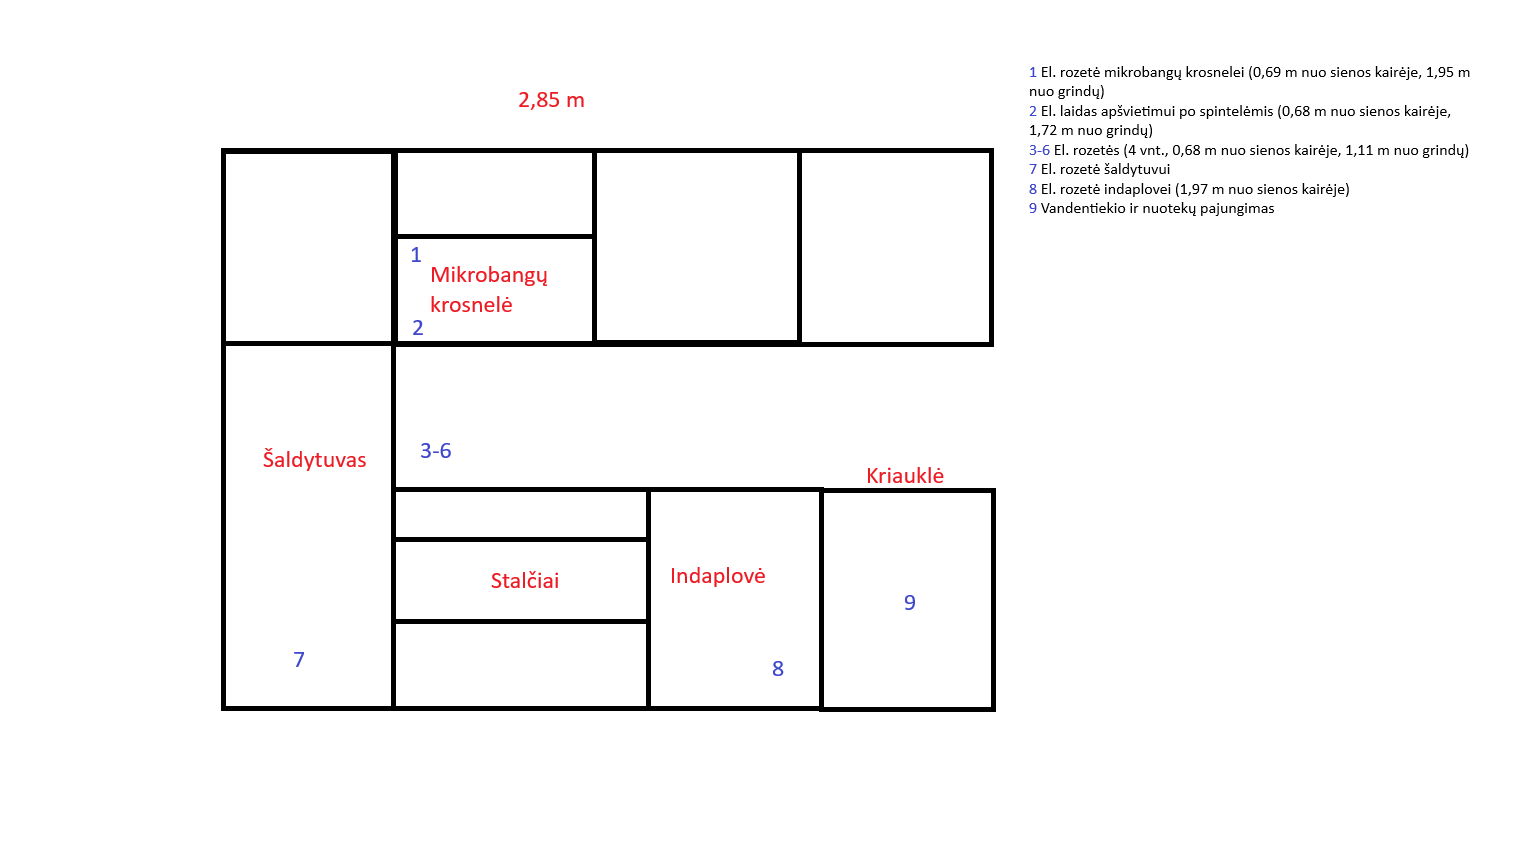 2,85 m
1 El. rozetė mikrobangų krosnelei (0,69 m nuo sienos kairėje, 1,95 m
nuo grindų)
2 El. laidas apšvietimui po spintelėmis (0,68 m nuo sienos kairėje,
1,72 m nuo grindų)
3-6 El. rozetės (4 vnt., 0,68 m nuo sienos kairėje, 1,11 m nuo grindų)
7 El. rozetė šaldytuvui
8 El. rozetė indaplovei (1,97 m nuo sienos kairėje)
9 Vandentiekio ir nuotekų pajungimas
1
Mikrobangų
krosnelė
2
3-6
Šaldytuvas
Kriauklė
Stalčiai
Indaplovė
9
7
8